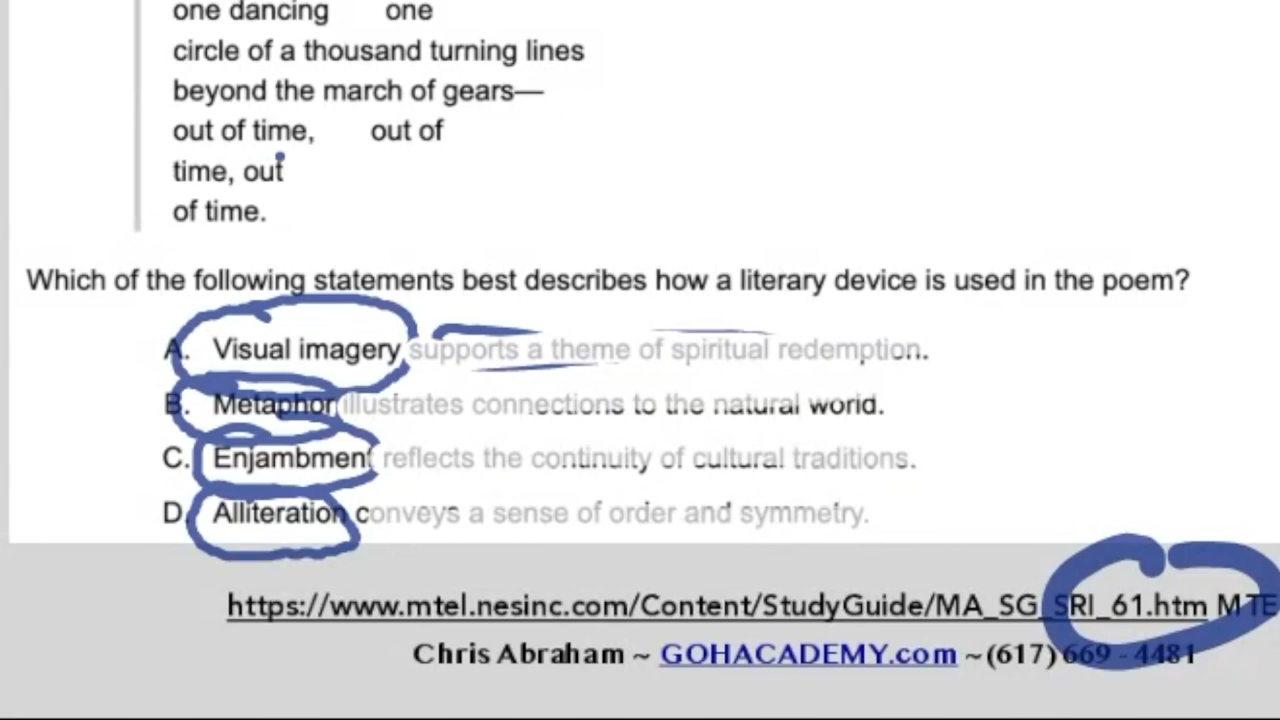 one dancing one
circle of a thousand turning lines
beyond the march of gears—
out of time, out of
time, out
of time.
Which of the following statements best describes how a literary device is used in the poem?
A. Visual imagery supports a theme of spiritual redemption.
B. Metaphor illustrates connections to the natural world.
C. Enjambment reflects the continuity of cultural traditions.
D. Alliteration conveys a sense of order and symmetry.
https://www.mtel.nesinc.com/Content/StudyGuide/MA_SG_SRI_61.htm MTE
Chris Abraham ~ GOHACADEMY.com ~(617) 669 - 4481